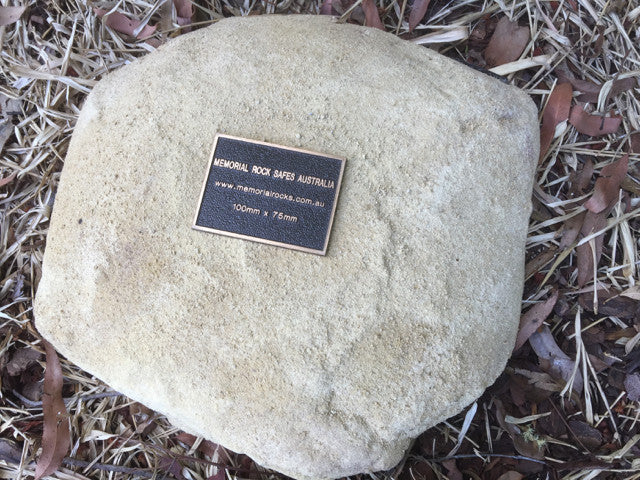 MEMORIAL ROCK SAFES AUSTRALIA
www.memorialrocks.com.au
100mm x 75mm